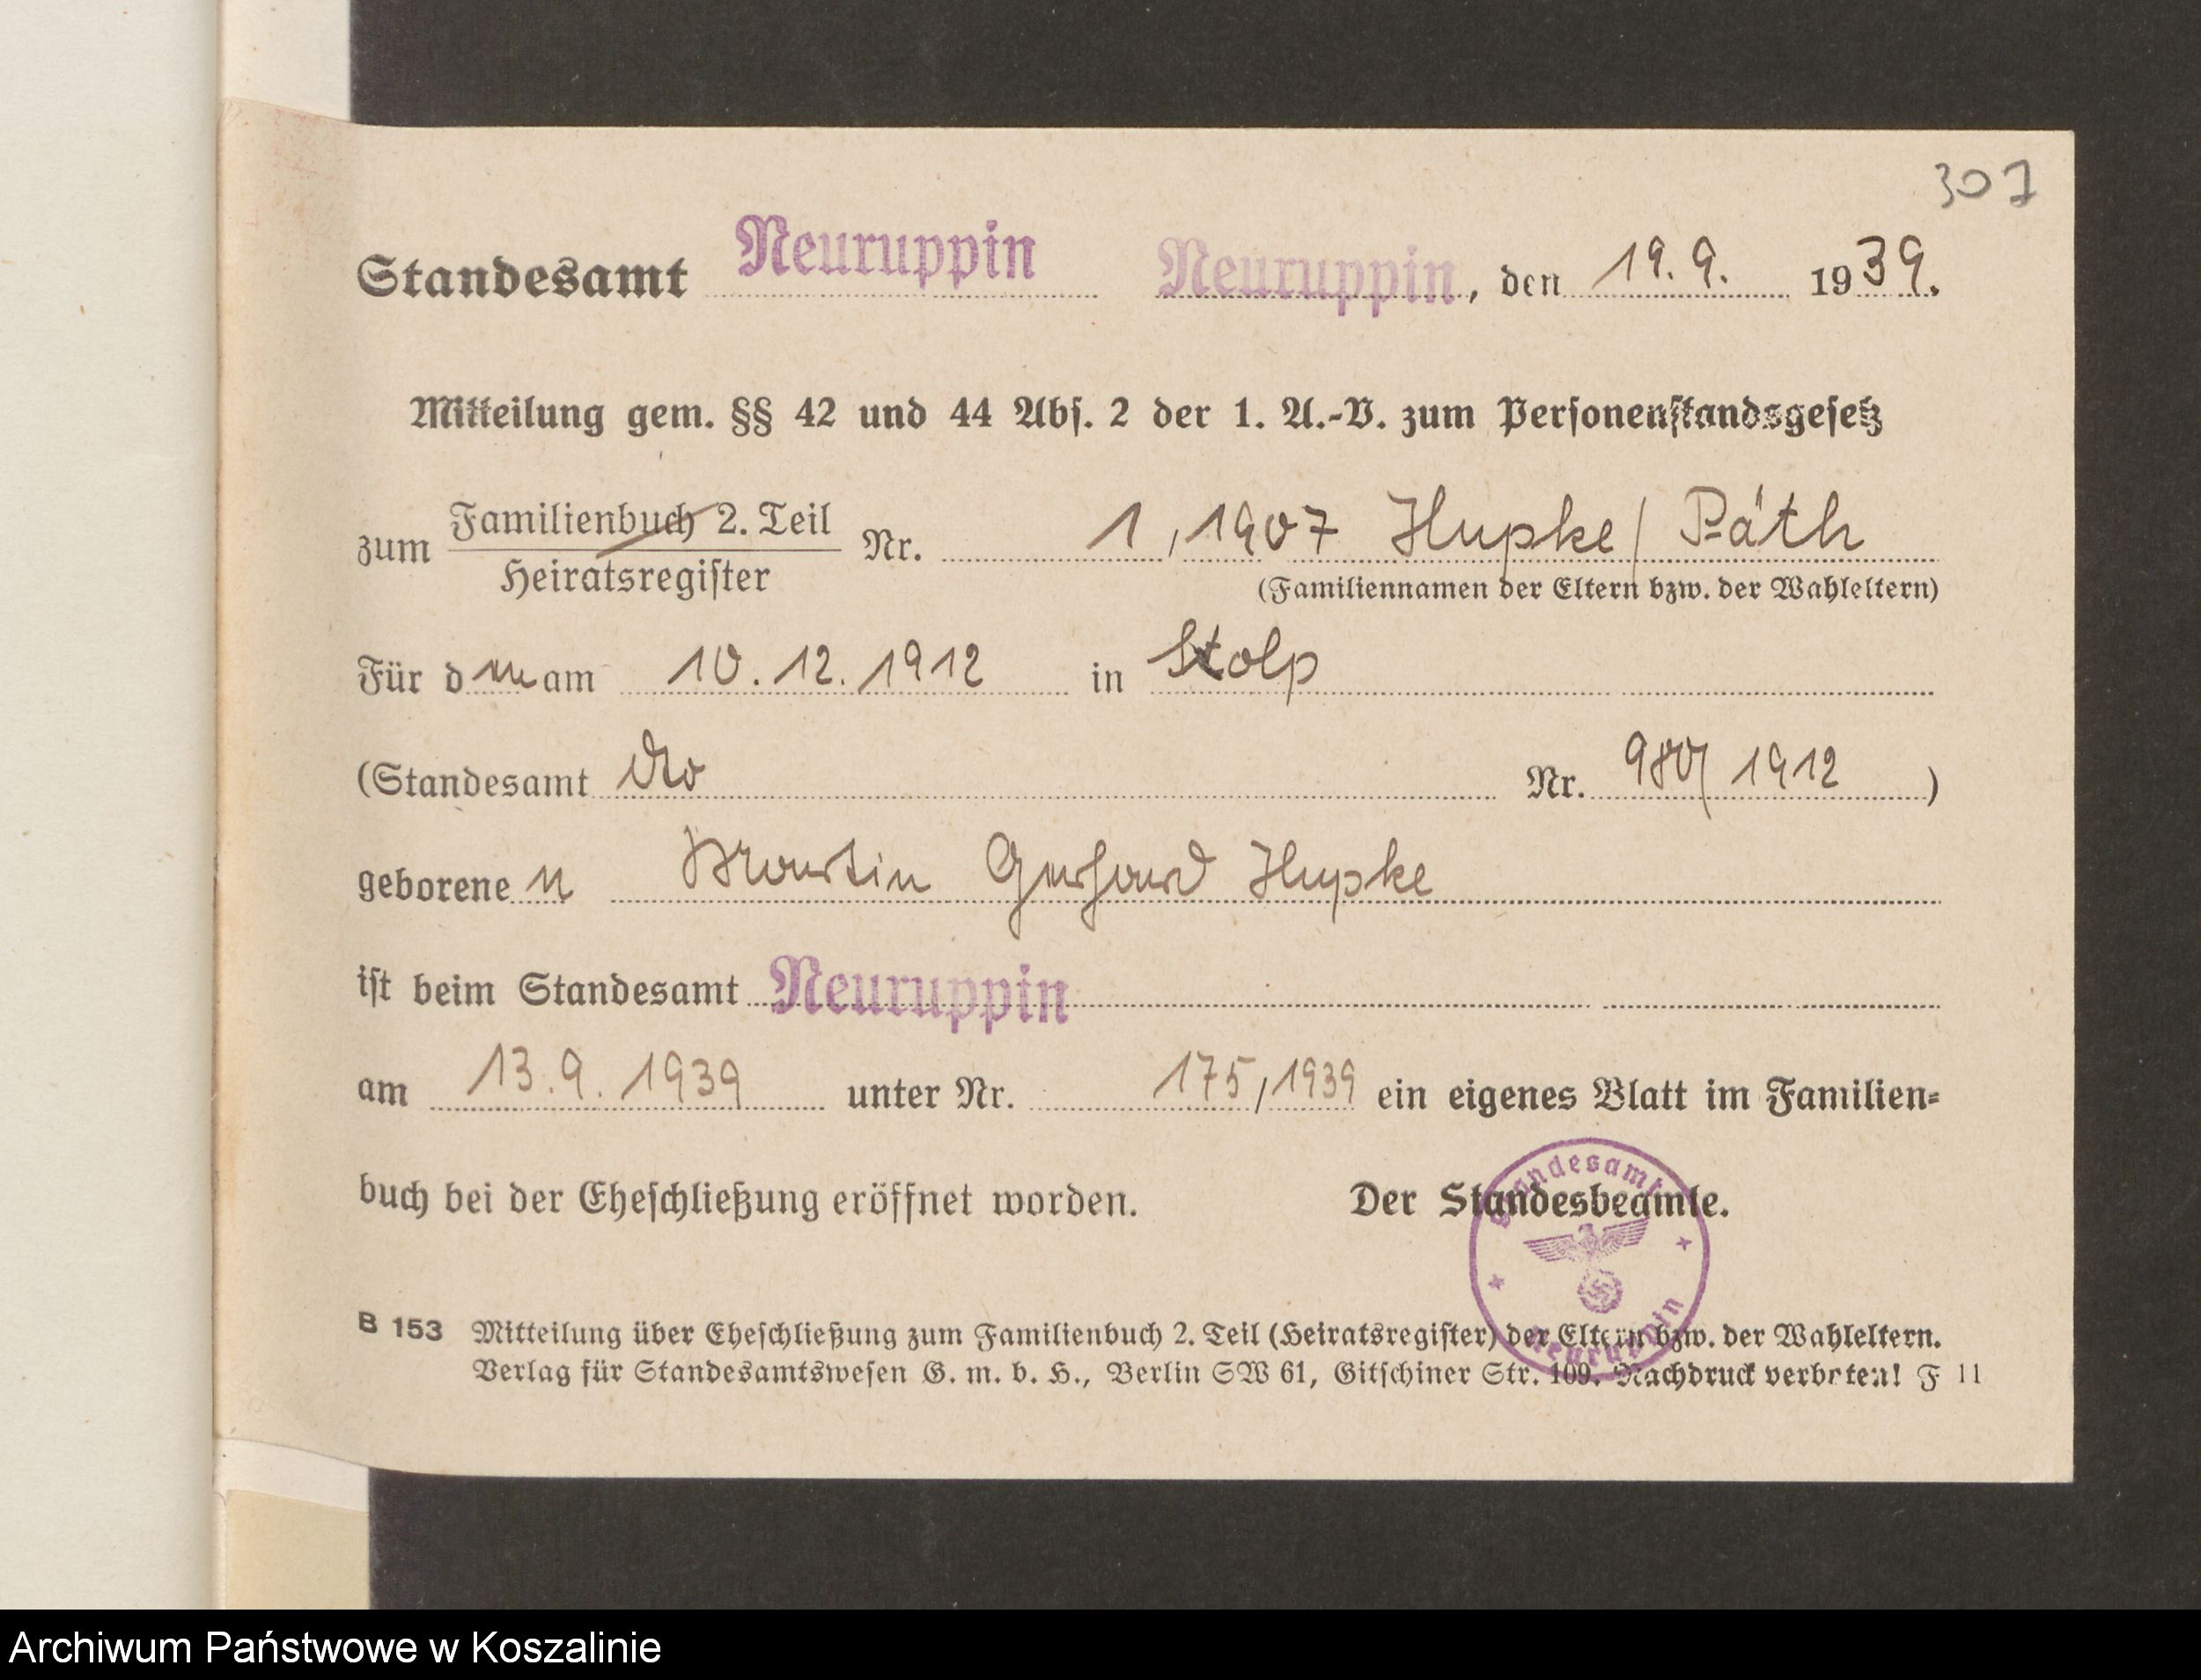 307
Standesamt Neuruppin Neuruppin, den 19. 9. 1939.
Mitteilung gem. §§ 42 und 44 Abs. 2 der 1. A.-V. zum Personenstandsgesetz
zum Familienbuch 2. Teil
Heiratsregister Nr. 1, 1907 Hupke / Päth
(Familiennamen der Eltern bzw. der Wahleltern)
Für den am 10. 12. 1912 in Stolp
(Standesamt do Nr. 980/1912)
geborenen Martin Gerhard Hupke
ist beim Standesamt Neuruppin
am 13. 9. 1939 unter Nr. 175/1939 ein eigenes Blatt im Familien=
buch bei der Eheschließung eröffnet worden. Der Standesbeamte.
Standesamt
Neuruppin
B 153 Mitteilung über Eheschließung zum Familienbuch 2. Teil (Heiratsregister) der Eltern bzw. der Wahleltern.
Verlag für Standesamtswesen G. m. b. H., Berlin SW 61, Gitschiner Str. 109. Nachdruck verboten! F 11
Archiwum Państwowe w Koszalinie